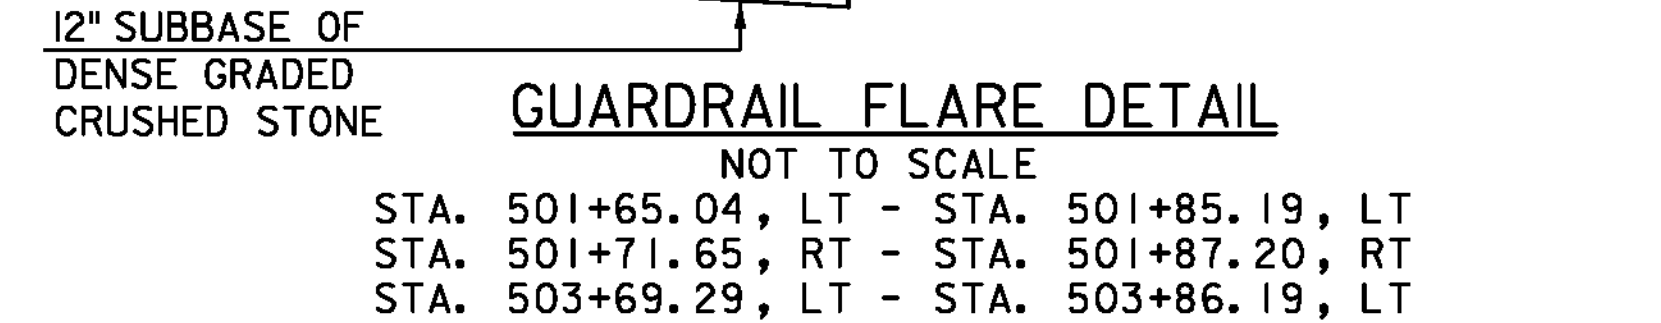 12" SUBBASE OF
DENSE GRADED
CRUSHED STONE
GUARDRAIL FLARE DETAIL
NOT TO SCALE
STA. 501+65.04, LT - STA. 501+85.19, LT
STA. 501+71.65, RT - STA. 501+87.20, RT
STA. 503+69.29, LT - STA. 503+86.19, LT